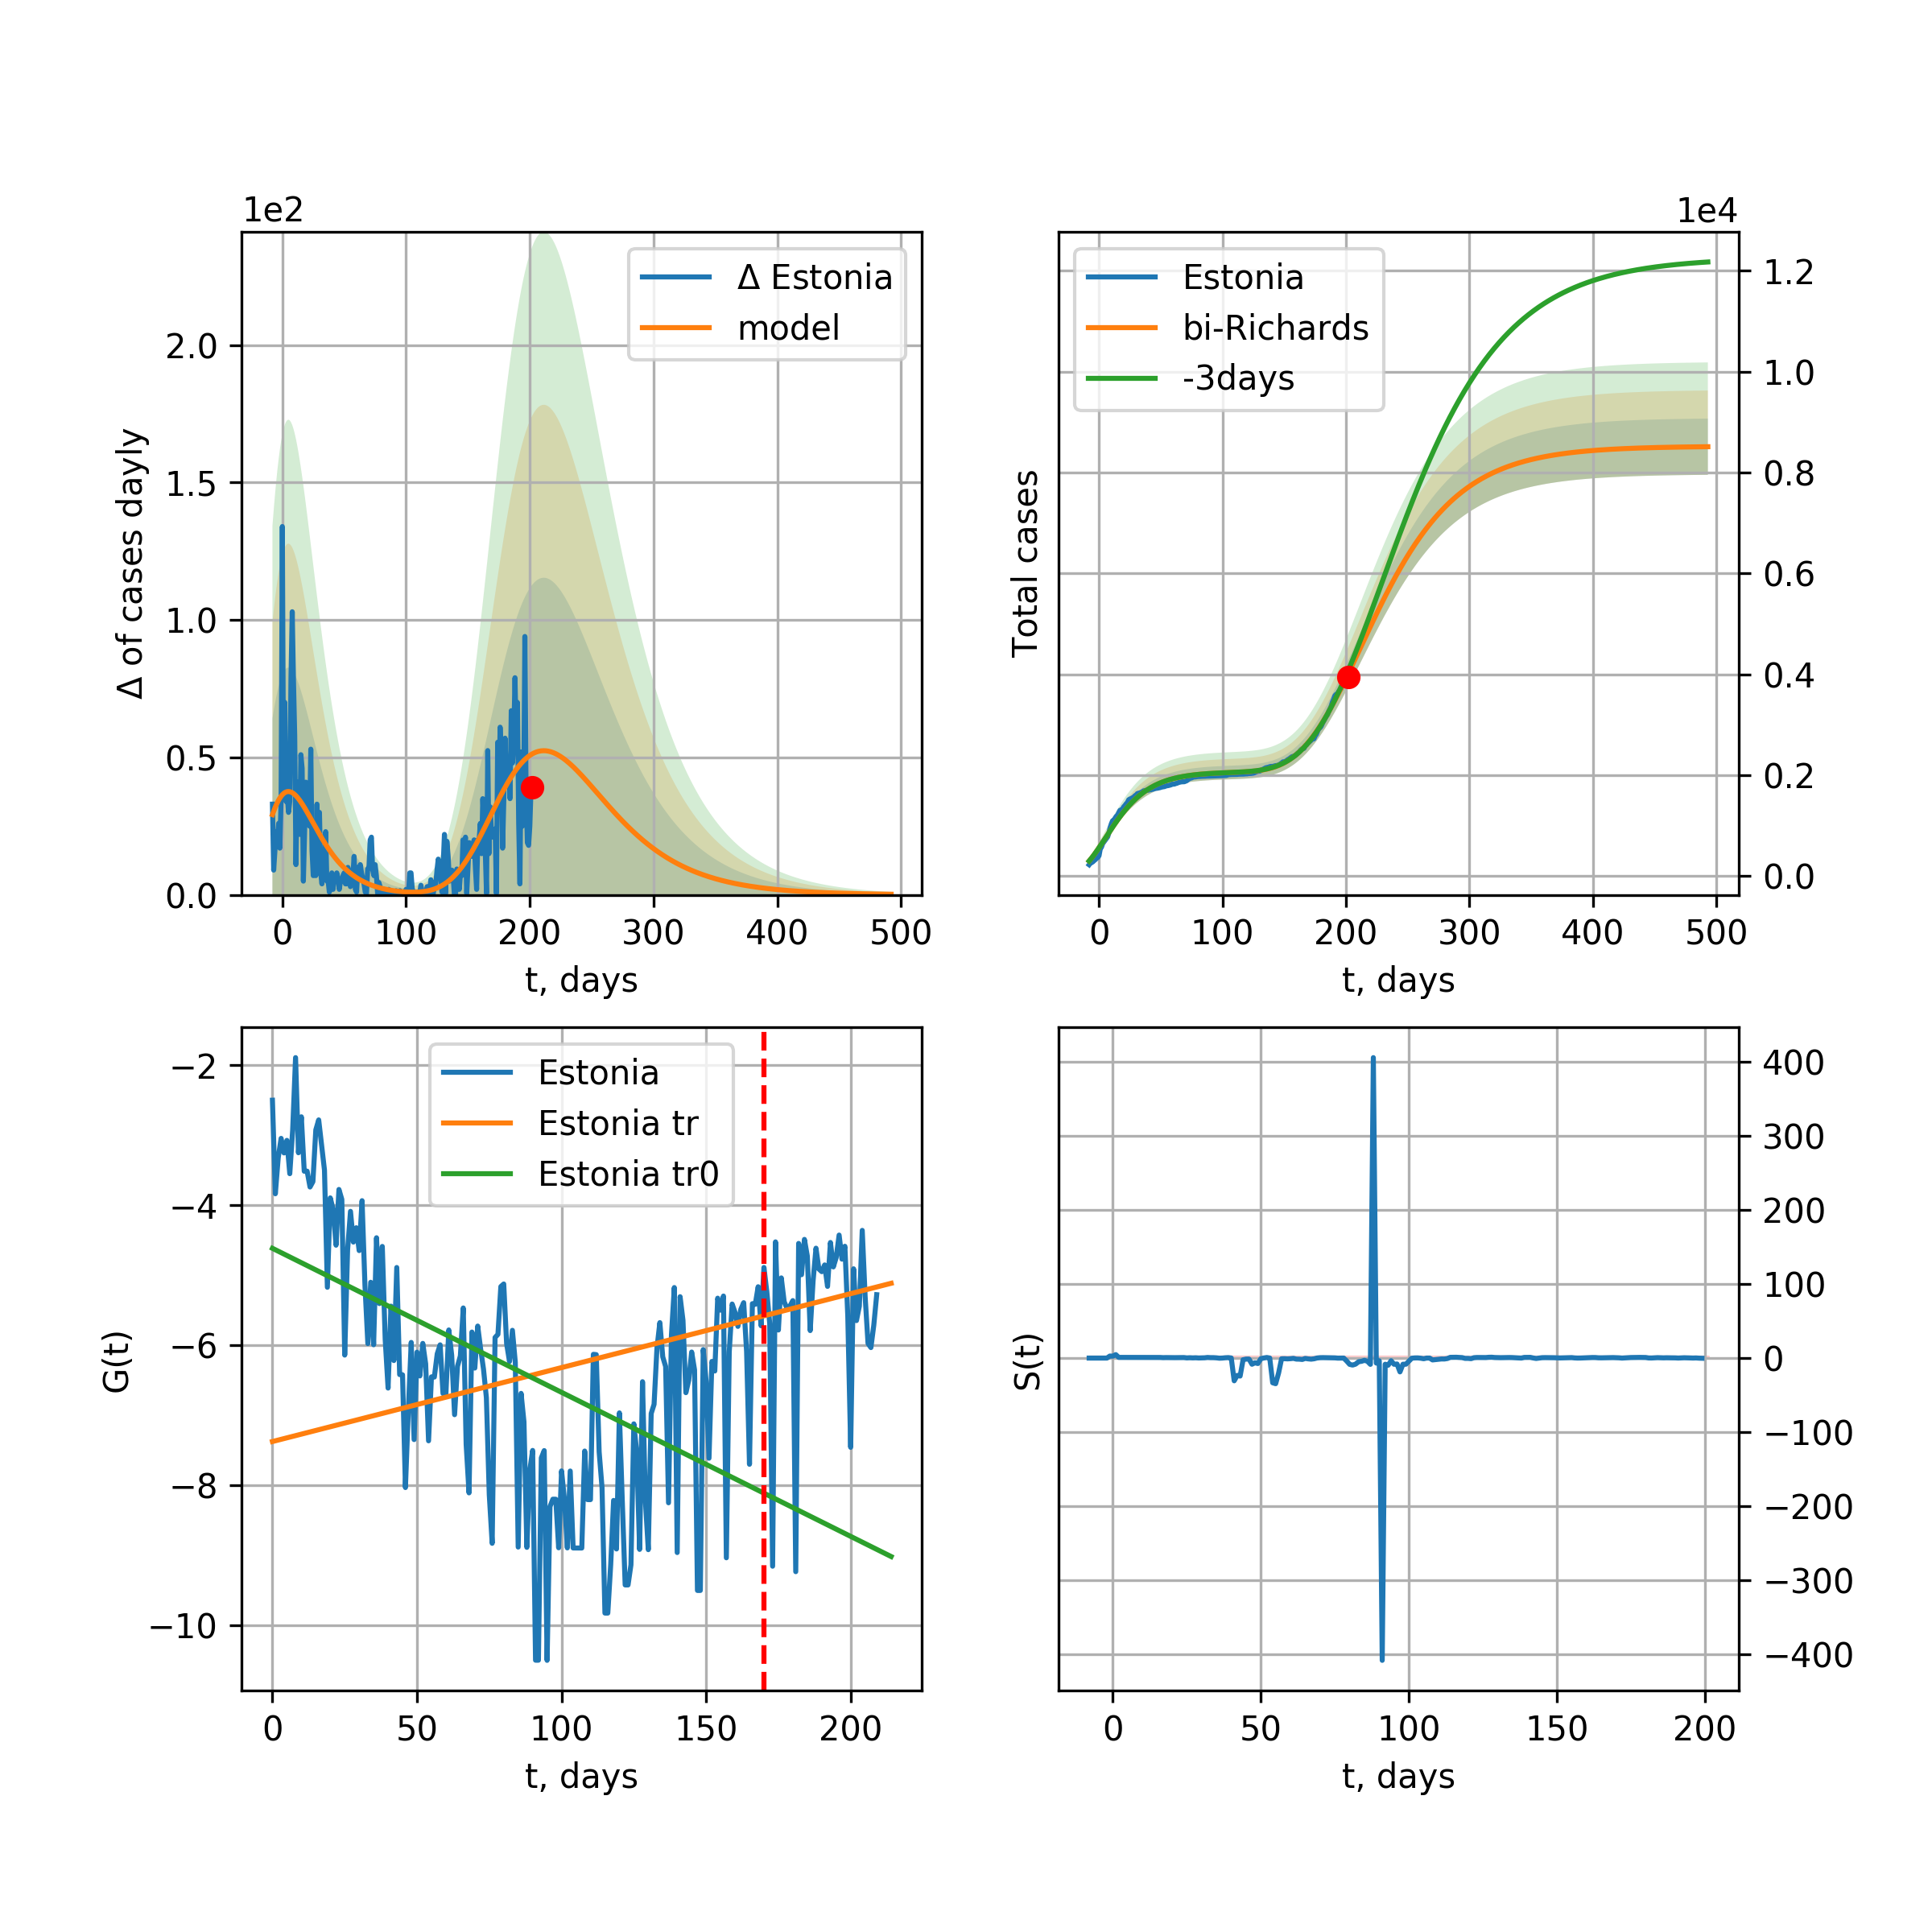 1e2
Δ Estonia
model
2.0
1.5
1.0
0.5
0.0
Δ of cases dayly
0 100 200 300 400 500
t, days
1e4
Estonia
bi-Richards
-3days
1.2
1.0
0.8
0.6
0.4
0.2
0.0
Total cases
0 100 200 300 400 500
t, days
Estonia
Estonia tr
Estonia tr0
−2
−4
−6
−8
−10
G(t)
0 50 100 150 200
t, days
400
300
200
100
0
−100
−200
−300
−400
S(t)
0 50 100 150 200
t, days